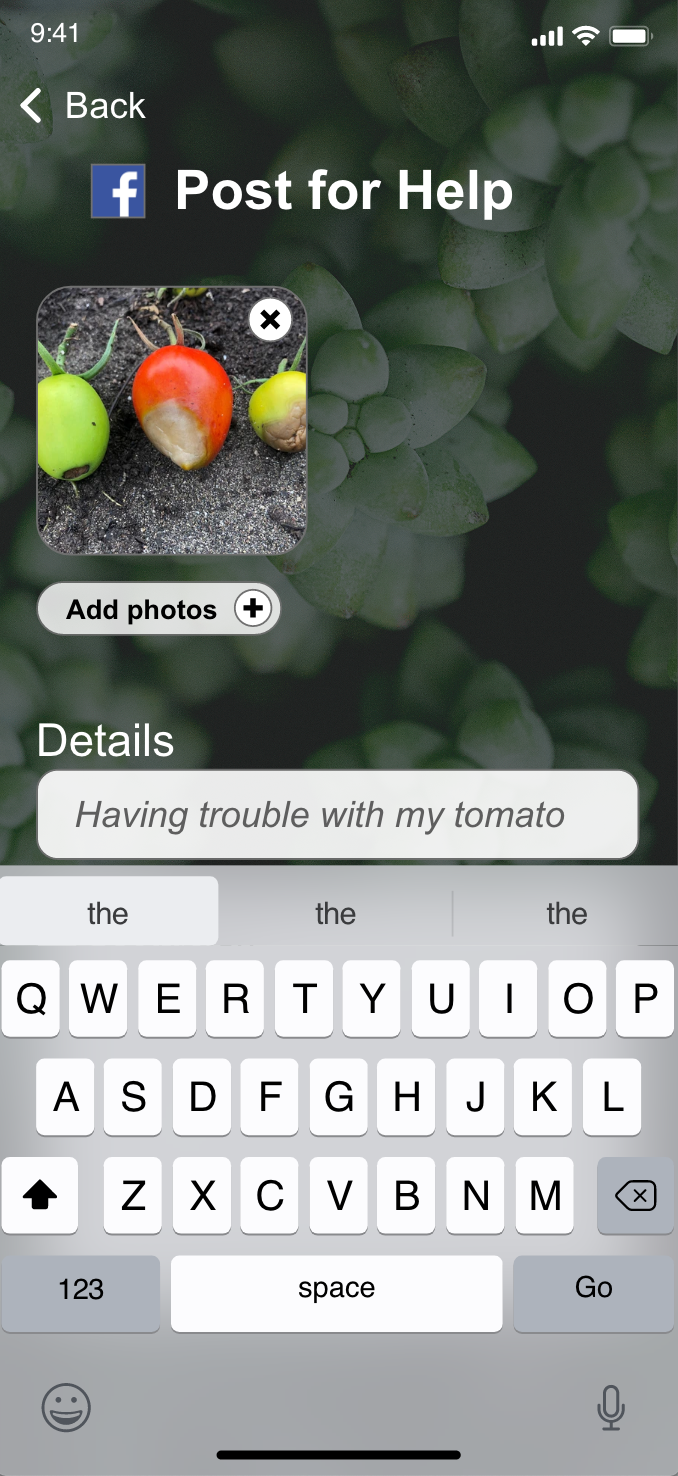 9:41
Back
f Post for Help
Add photos
Details
Having trouble with my tomato
the the the
Q W E R T Y U I O P
A S D F G H J K L
Z X C V B N M
123 space Go